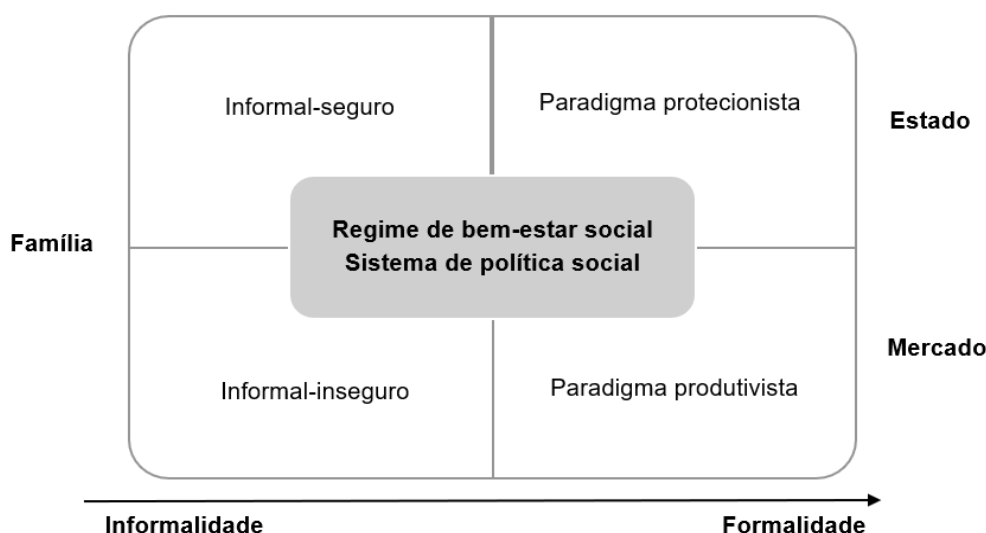 Informal-seguro
Paradigma protecionista
Estado
Família
Regime de bem-estar social
Sistema de política social
Mercado
Informal-inseguro
Paradigma produtivista
Informalidade
Formalidade